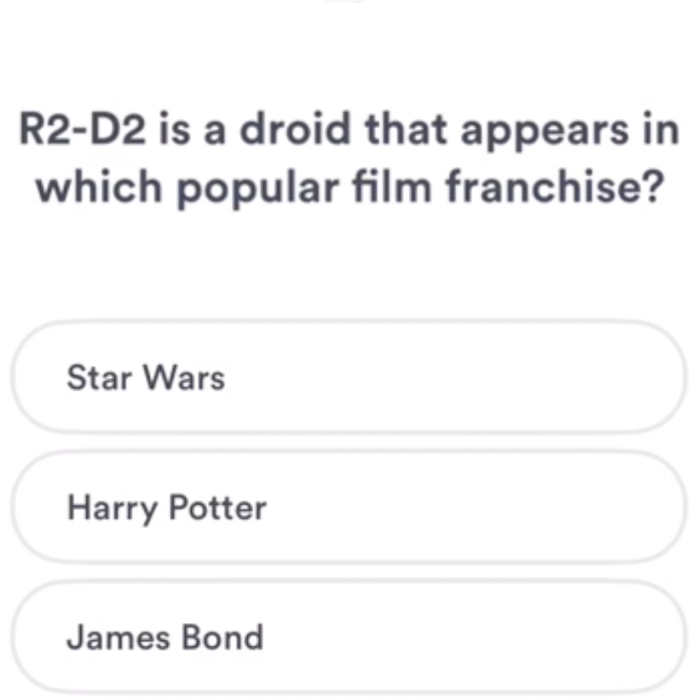 R2-D2 is a droid that appears in
which popular film franchise?
Star Wars
Harry Potter
James Bond